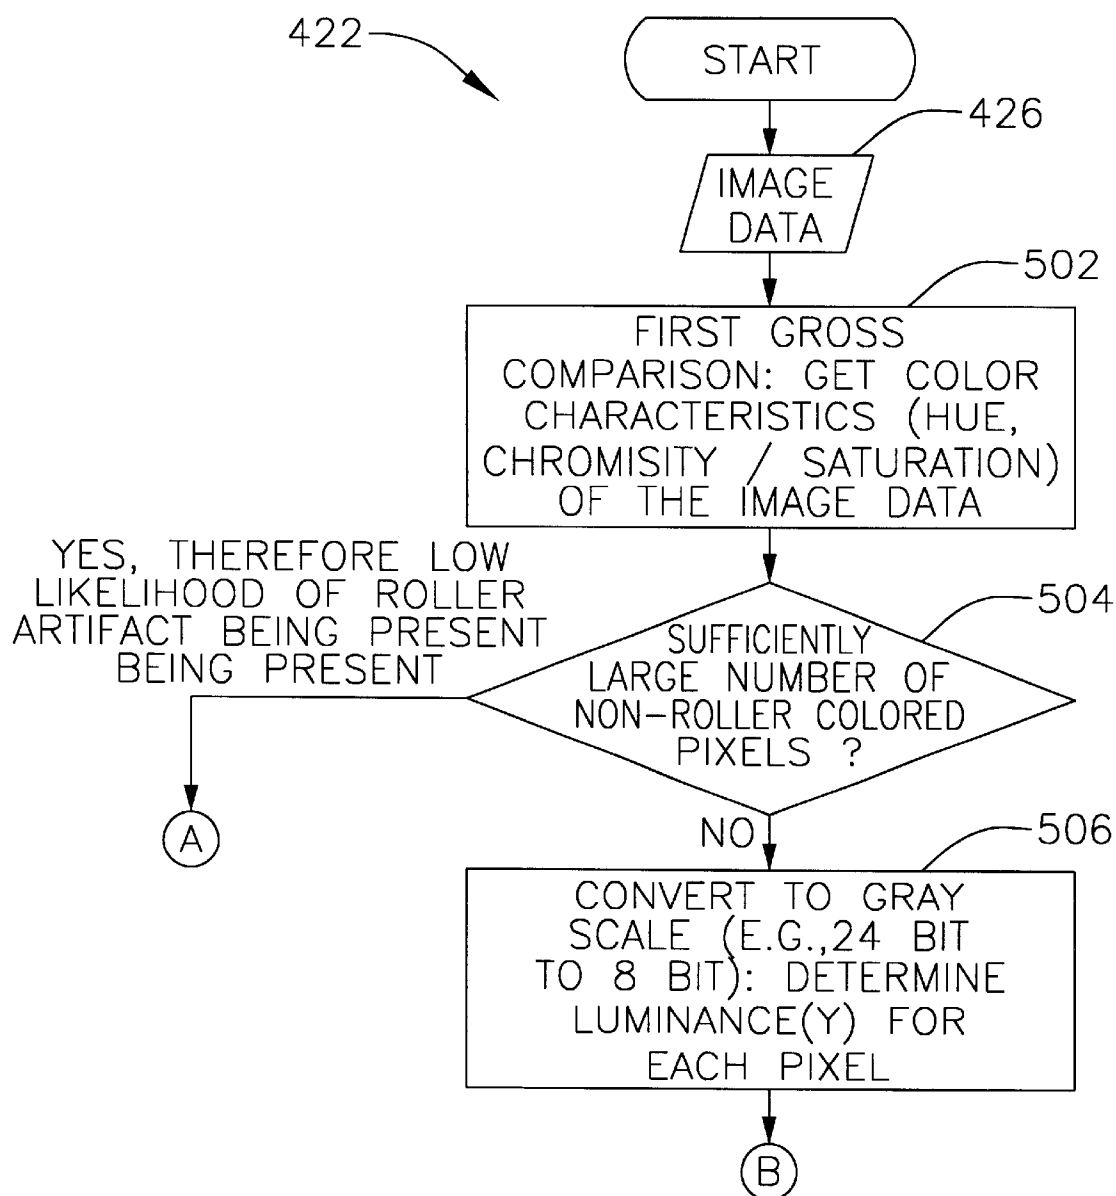 422
START
426
IMAGE
DATA
502
FIRST GROSS
COMPARISON: GET COLOR
CHARACTERISTICS (HUE,
CHROMISITY / SATURATION)
OF THE IMAGE DATA
YES, THEREFORE LOW
LIKELIHOOD OF ROLLER
ARTIFACT BEING PRESENT
BEING PRESENT
504
SUFFICIENTLY
LARGE NUMBER OF
NON-ROLLER COLORED
PIXELS ?
A
NO
506
CONVERT TO GRAY
SCALE (E.G.,24 BIT
TO 8 BIT): DETERMINE
LUMINANCE(Y) FOR
EACH PIXEL
B